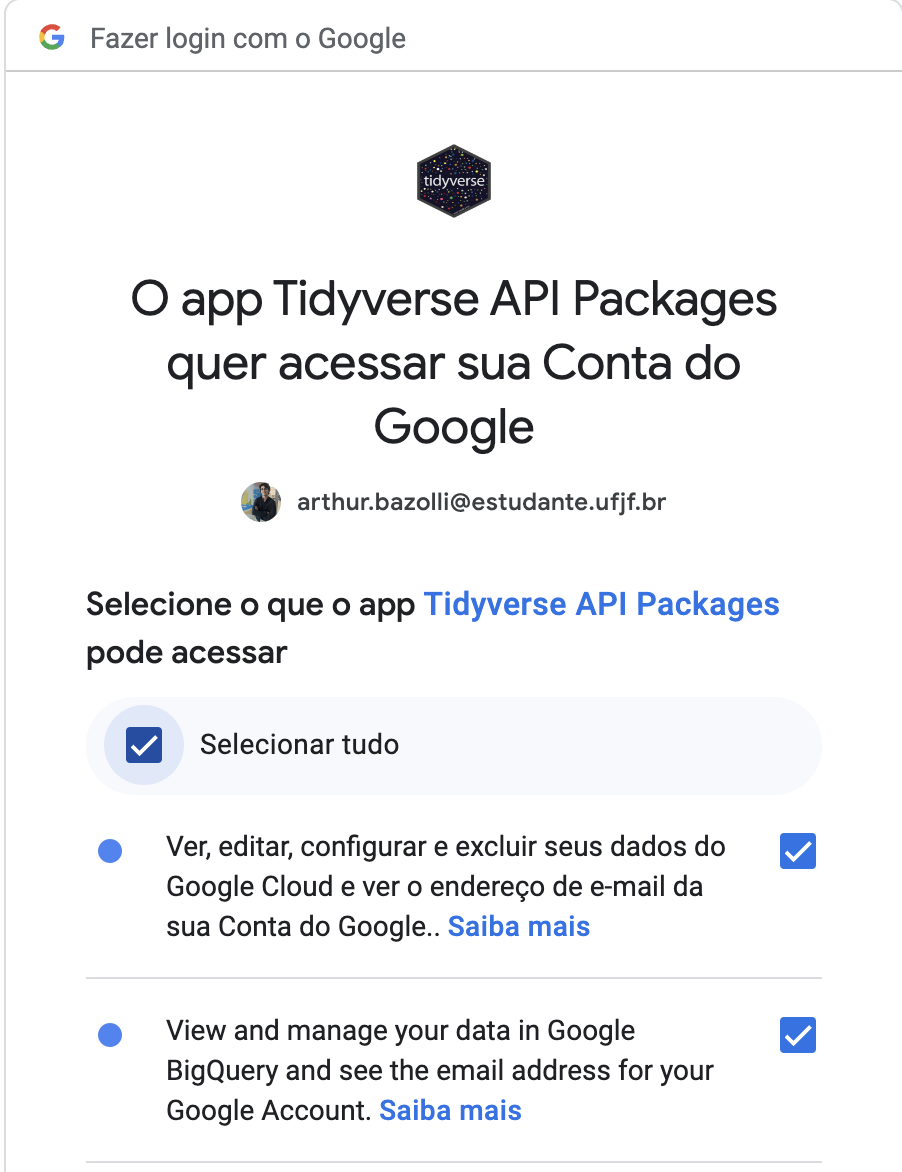 Fazer login com o Google
tidyverse
O app Tidyverse API Packages
quer acessar sua Conta do
Google
arthur.bazolli@estudante.ufjf.br
Selecione o que o app Tidyverse API Packages
pode acessar
Selecionar tudo
Ver, editar, configurar e excluir seus dados do
Google Cloud e ver o endereço de e-mail da
sua Conta do Google.. Saiba mais
View and manage your data in Google
BigQuery and see the email address for your
Google Account. Saiba mais